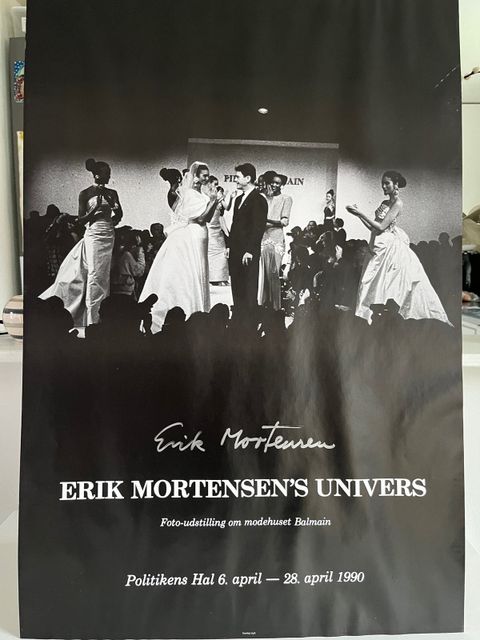 Erik Mortensen
ERIK MORTENSEN'S UNIVERS
Foto-udstilling om modehuset Balmain
Politikens Hal 6. april — 28. april 1990